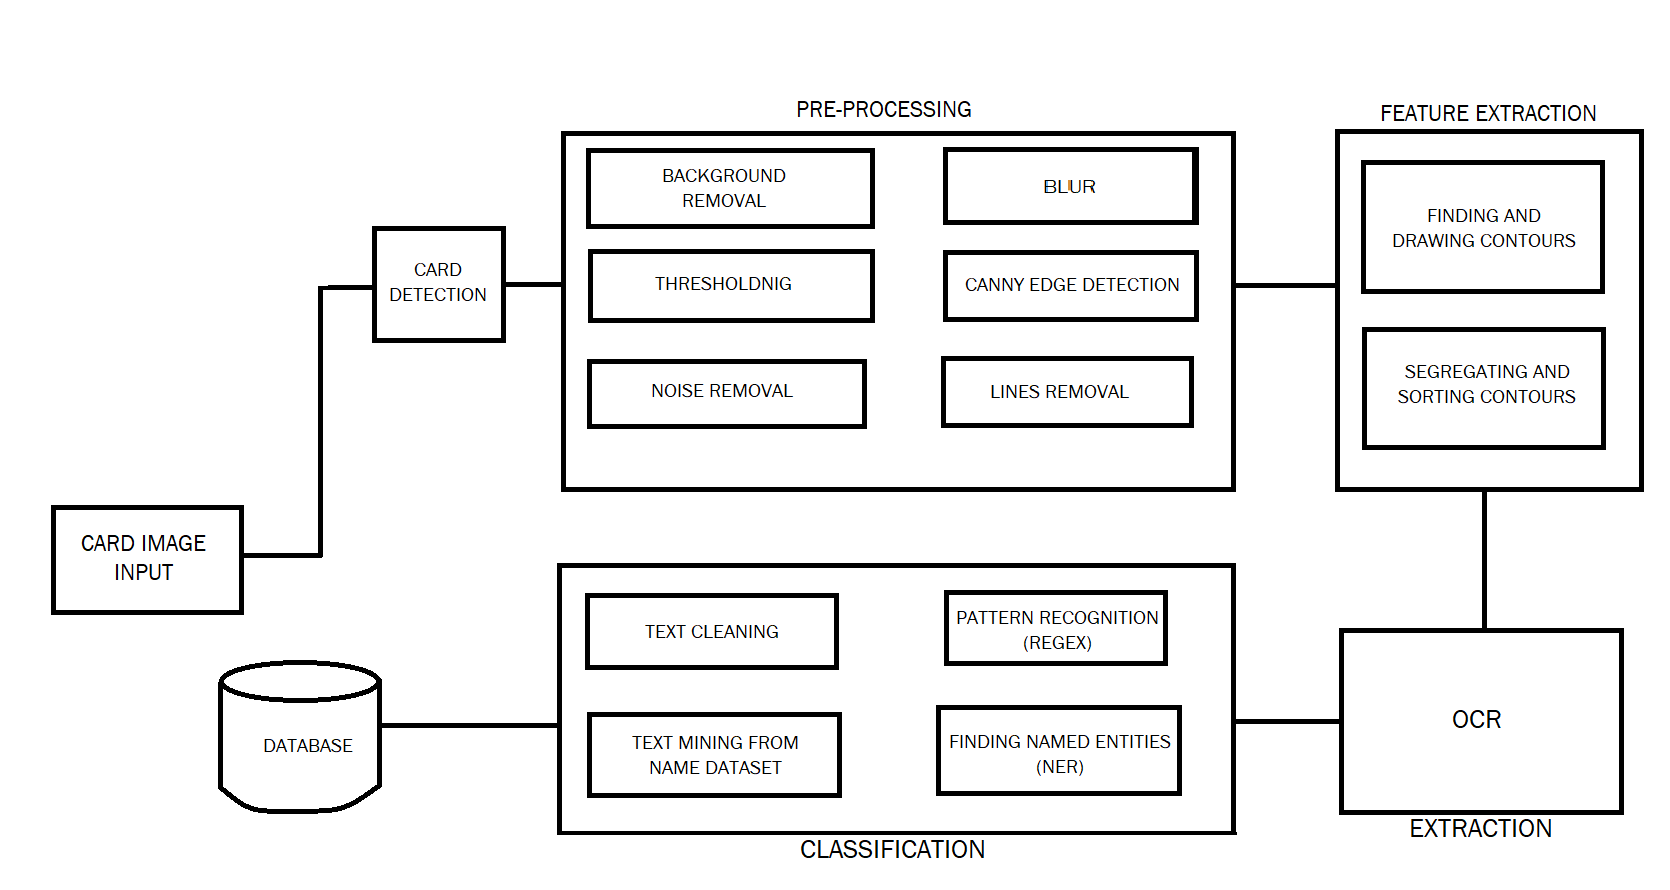 PRE-PROCESSING
FEATURE EXTRACTION
BACKGROUND
REMOVAL
BLUR
FINDING AND
DRAWING CONTOURS
CARD
DETECTION
THRESHOLDNIG
CANNY EDGE DETECTION
NOISE REMOVAL
LINES REMOVAL
SEGREGATING AND
SORTING CONTOURS
CARD IMAGE
INPUT
TEXT CLEANING
PATTERN RECOGNITION
(REGEX)
DATABASE
TEXT MINING FROM
NAME DATASET
FINDING NAMED ENTITIES
(NER)
OCR
EXTRACTION
CLASSIFICATION